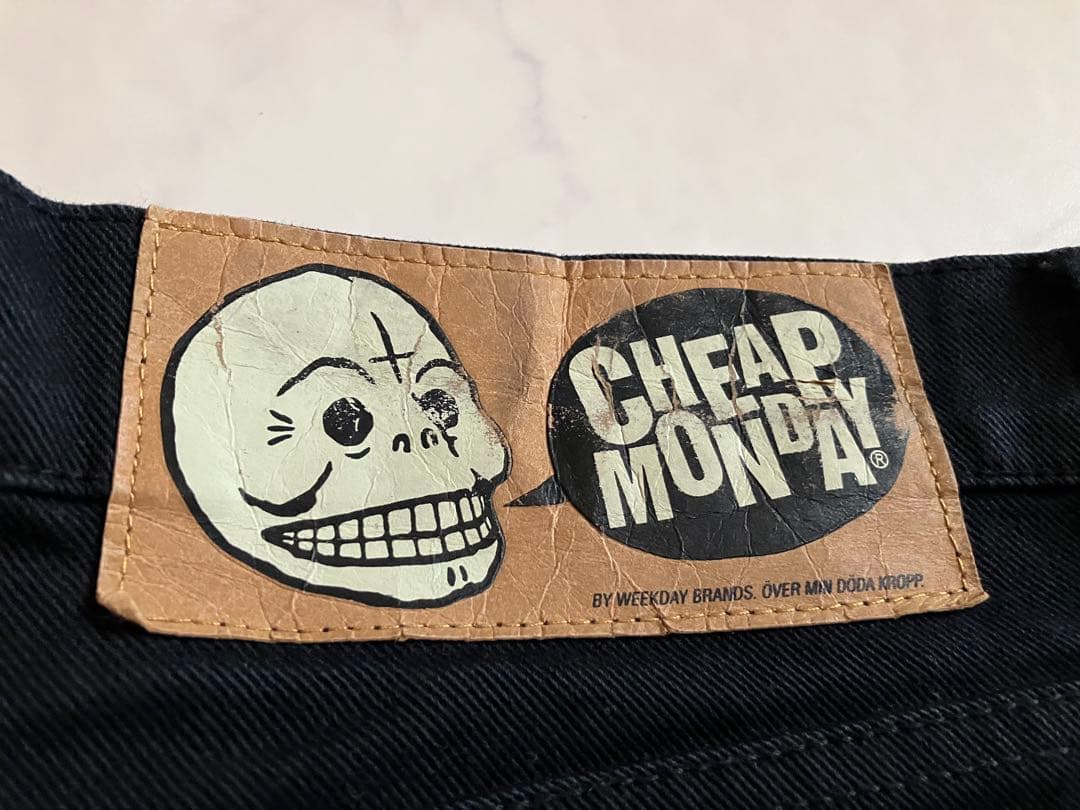 CHEAP
MONDAY®
BY WEEKDAY BRANDS. ÖVER MIN DÖDA KROPP.